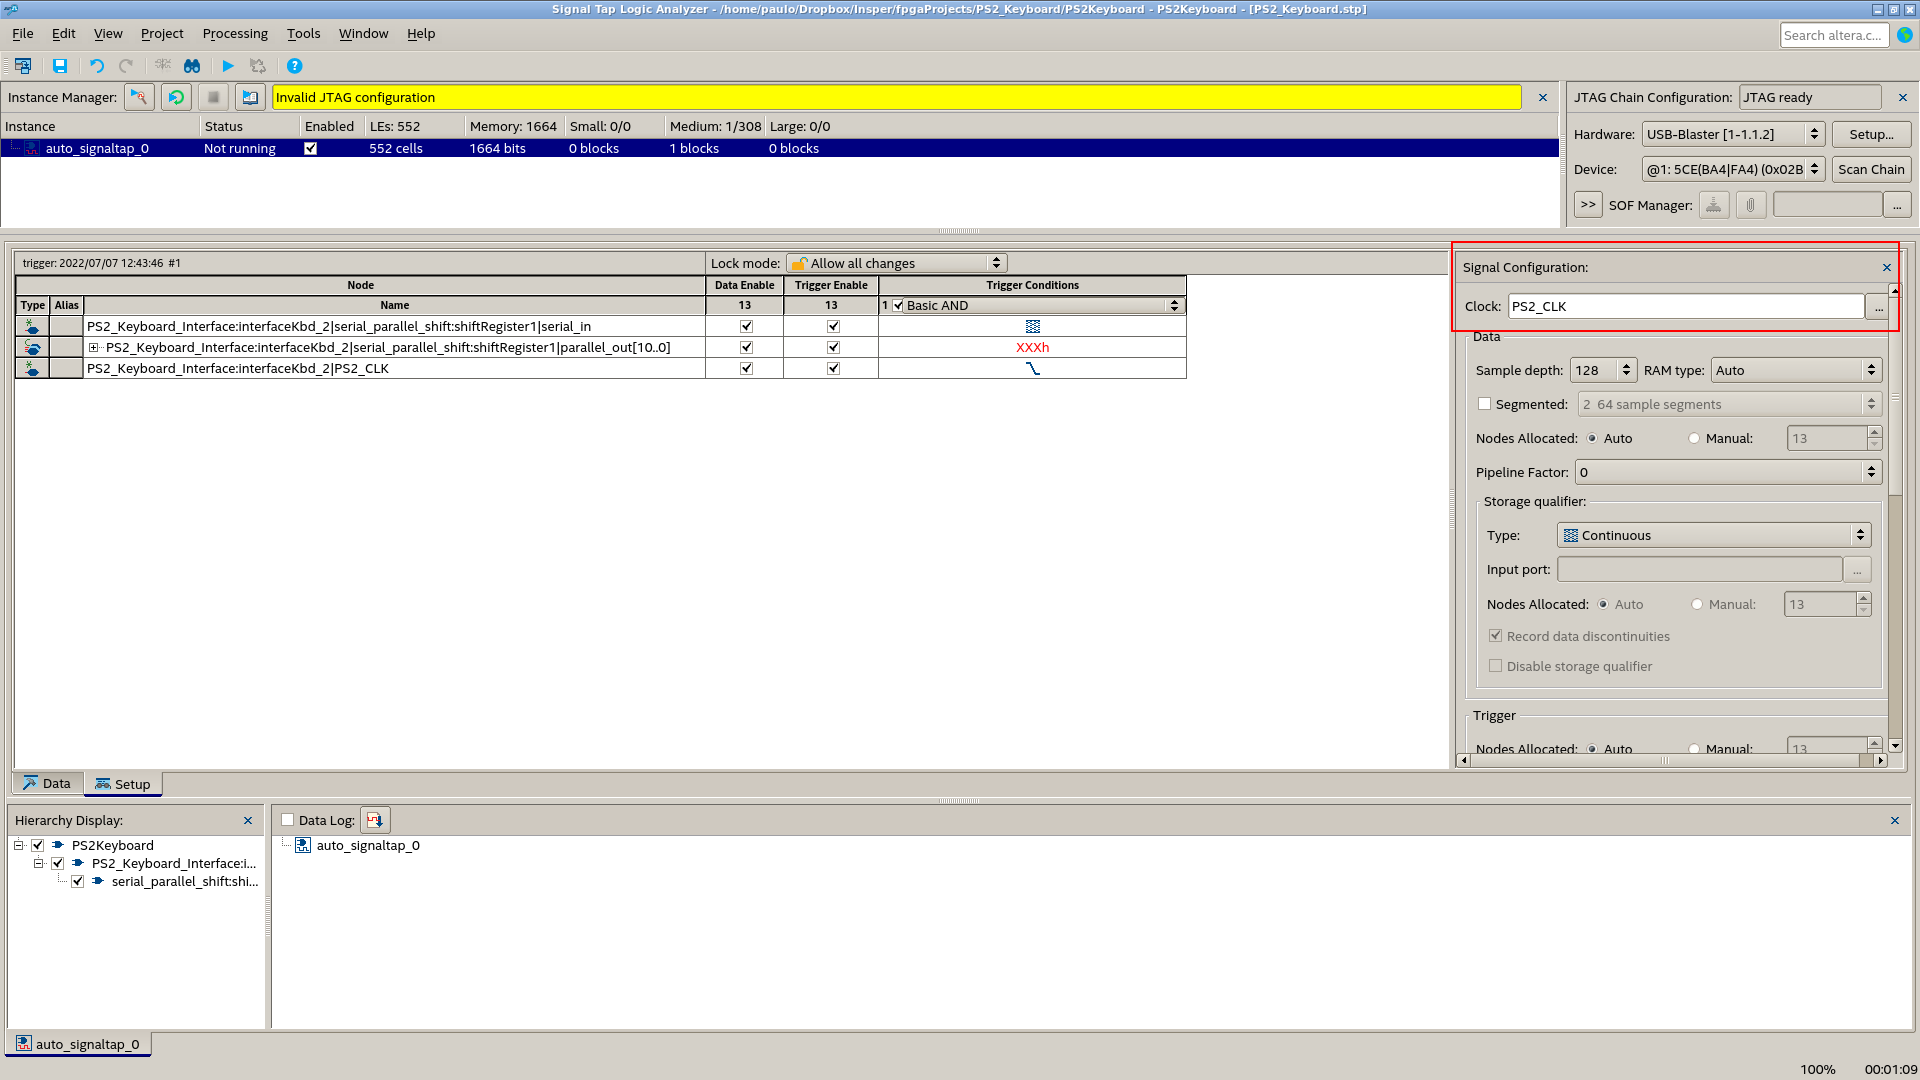 Signal Tap Logic Analyzer - /home/paulo/Dropbox/Insper/fpgaProjects/PS2_Keyboard/PS2Keyboard - PS2Keyboard - [PS2_Keyboard.stp]
File Edit View Project Processing Tools Window Help
Search altera.c...
Instance Manager: Invalid JTAG configuration
JTAG Chain Configuration: JTAG ready
Instance Status Enabled LEs: 552 Memory: 1664 Small: 0/0 Medium: 1/308 Large: 0/0
auto_signaltap_0 Not running 552 cells 1664 bits 0 blocks 1 blocks 0 blocks
Hardware: USB-Blaster [1-1.1.2] Setup...
Device: @1: 5CE(BA4|FA4) (0x02B Scan Chain
>> SOF Manager: ...
trigger: 2022/07/07 12:43:46 #1
Lock mode: Allow all changes
Node Data Enable Trigger Enable Trigger Conditions
Type Alias Name 13 13 1 Basic AND
PS2_Keyboard_Interface:interfaceKbd_2|serial_parallel_shift:shiftRegister1|serial_in
PS2_Keyboard_Interface:interfaceKbd_2|serial_parallel_shift:shiftRegister1|parallel_out[10..0] XXXh
PS2_Keyboard_Interface:interfaceKbd_2|PS2_CLK
Signal Configuration:
Clock: PS2_CLK ...
Data
Sample depth: 128 RAM type: Auto
Segmented: 2 64 sample segments
Nodes Allocated: Auto Manual: 13
Pipeline Factor: 0
Storage qualifier:
Type: Continuous
Input port: ...
Nodes Allocated: Auto Manual: 13
Record data discontinuities
Disable storage qualifier
Trigger
Nodes Allocated: Auto Manual: 13
Data Setup
Hierarchy Display:
PS2Keyboard
PS2_Keyboard_Interface:i...
serial_parallel_shift:shi...
Data Log:
auto_signaltap_0
auto_signaltap_0
100% 00:01:09